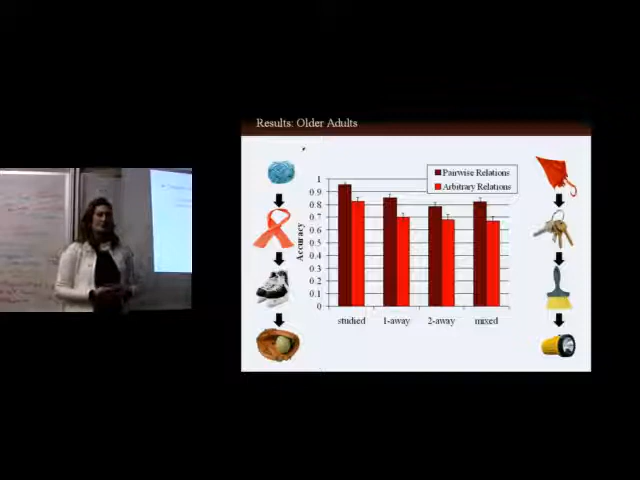 Results: Older Adults
Pairwise Relations
Arbitrary Relations
Accuracy
1
0.9
0.8
0.7
0.6
0.5
0.4
0.3
0.2
0.1
0
studied 1-away 2-away mixed